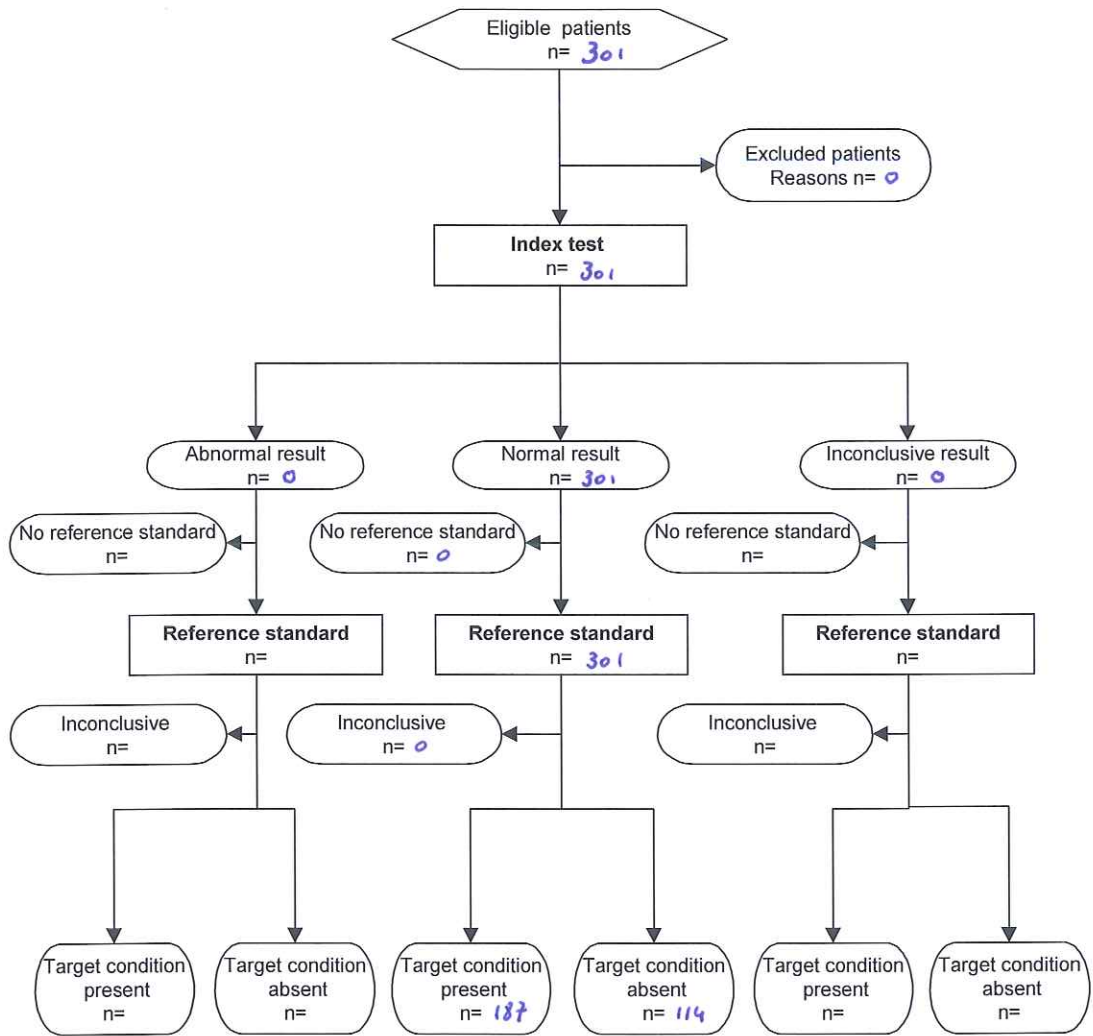 Eligible patients
n= 301
Excluded patients
Reasons n= 0
Index test
n= 301
Abnormal result
n= 0
Normal result
n= 301
Inconclusive result
n= 0
No reference standard
n=
No reference standard
n= 0
No reference standard
n=
Reference standard
n=
Reference standard
n= 301
Reference standard
n=
Inconclusive
n=
Inconclusive
n= 0
Inconclusive
n=
Target condition
present
n=
Target condition
absent
n=
Target condition
present
n= 187
Target condition
absent
n= 114
Target condition
present
n=
Target condition
absent
n=